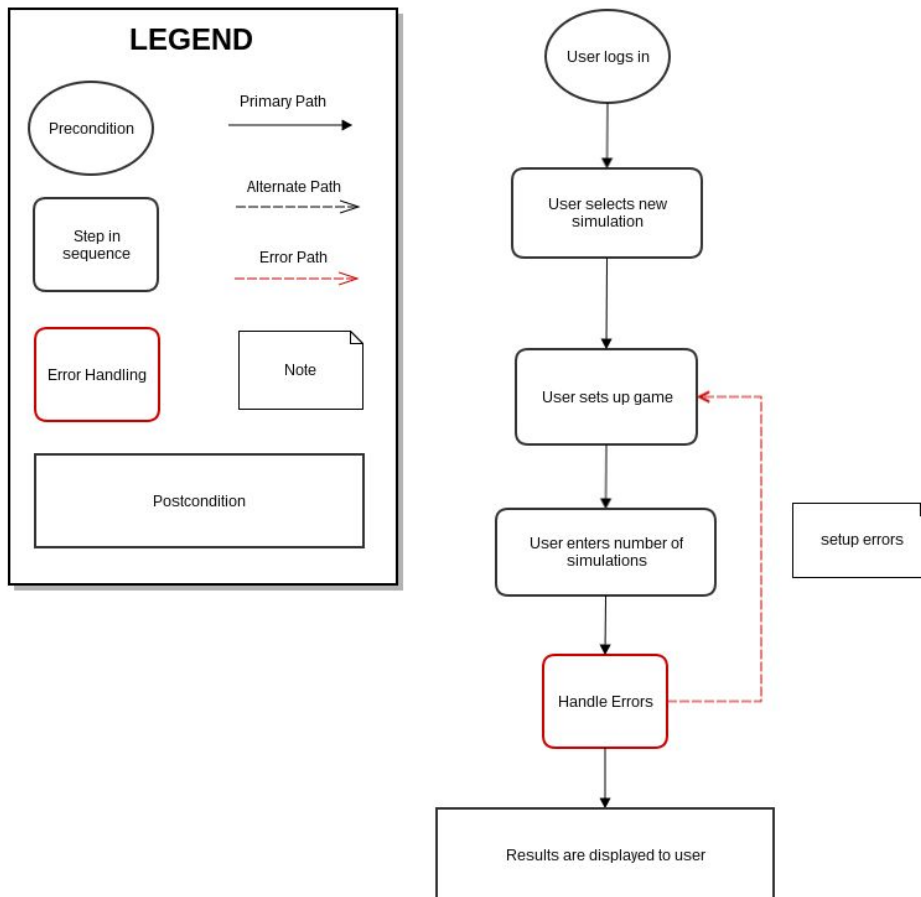 LEGEND
Precondition
Primary Path
Alternate Path
Step in
sequence
Error Path
Error Handling
Note
Postcondition
User logs in
User selects new
simulation
User sets up game
User enters number of
simulations
setup errors
Handle Errors
Results are displayed to user